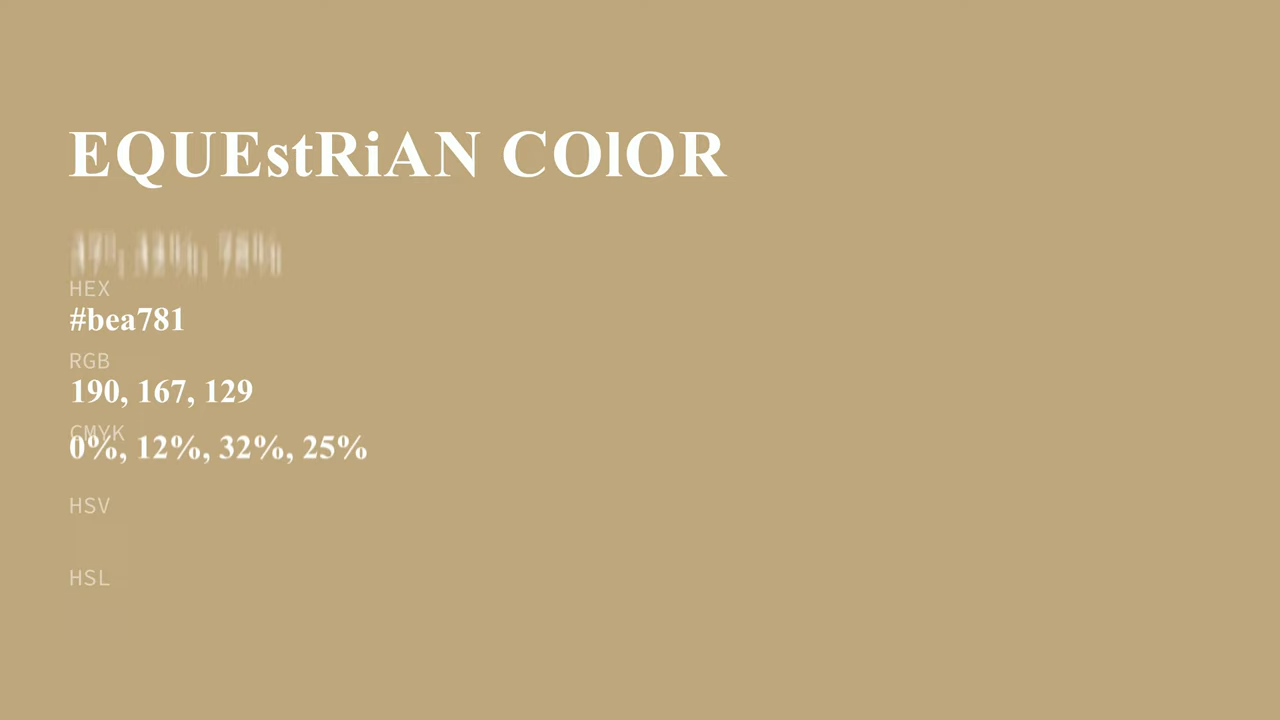 EQUEstRiAN COlOR
HEX
#bea781
RGB
190, 167, 129
CMYK
0%, 12%, 32%, 25%
HSV
HSL